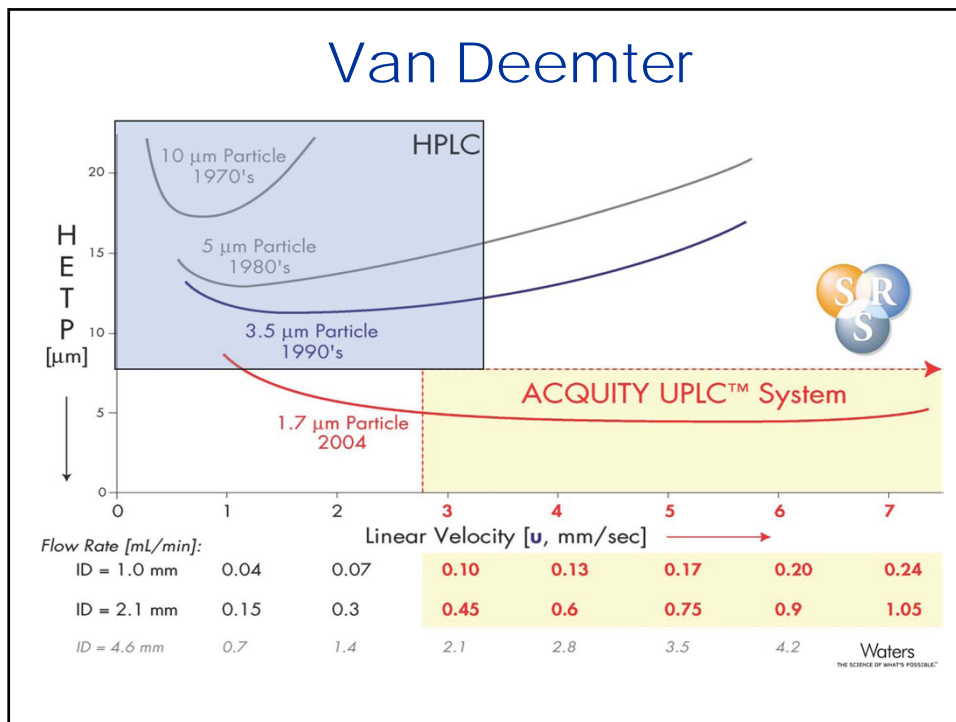 Van Deemter
HPLC
10 μm Particle
1970's
5 μm Particle
1980's
3.5 μm Particle
1990's
1.7 μm Particle
2004
ACQUITY UPLC™ System
S R
S
H
E
T
P
[μm]
20
15
10
5
0
0 1 2 3 4 5 6 7
Linear Velocity [u, mm/sec]
Flow Rate [mL/min]:
ID = 1.0 mm 0.04 0.07 0.10 0.13 0.17 0.20 0.24
ID = 2.1 mm 0.15 0.3 0.45 0.6 0.75 0.9 1.05
ID = 4.6 mm 0.7 1.4 2.1 2.8 3.5 4.2
Waters
THE SCIENCE OF WHAT'S POSSIBLE.™